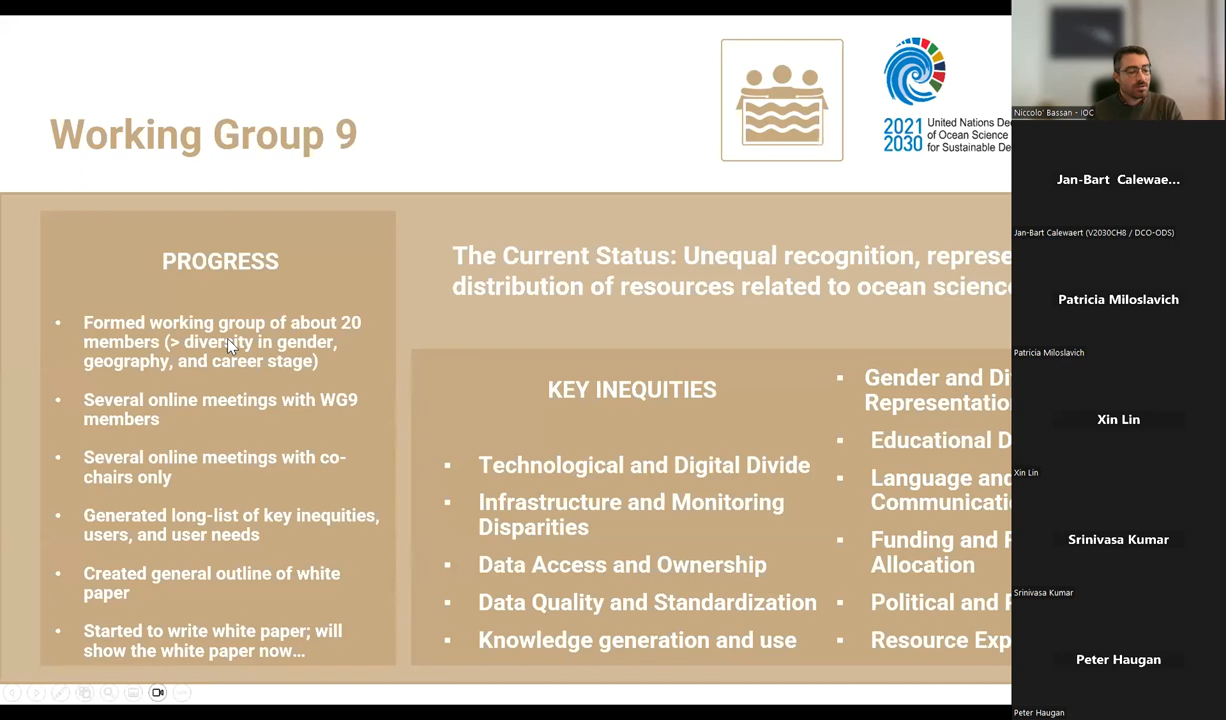 Working Group 9
2021
2030
United Nations De
of Ocean Science
for Sustainable De
PROGRESS
• Formed working group of about 20
members (> diversity in gender,
geography, and career stage)
• Several online meetings with WG9
members
• Several online meetings with co-
chairs only
• Generated long-list of key inequities,
users, and user needs
• Created general outline of white
paper
• Started to write white paper; will
show the white paper now...
The Current Status: Unequal recognition, represe
distribution of resources related to ocean scienc
KEY INEQUITIES
▪ Technological and Digital Divide
▪ Infrastructure and Monitoring
Disparities
▪ Data Access and Ownership
▪ Data Quality and Standardization
▪ Knowledge generation and use
▪ Gender and Di
Representatio
▪ Educational D
▪ Language and
Communicati
▪ Funding and R
Allocation
▪ Political and
▪ Resource Exp
Niccolo' Bassan - IOC
Jan-Bart Calewae...
Jan-Bart Calewaert (V2030CH8 / DCO-ODS)
Patricia Miloslavich
Patricia Miloslavich
Xin Lin
Xin Lin
Srinivasa Kumar
Srinivasa Kumar
Peter Haugan
Peter Haugan